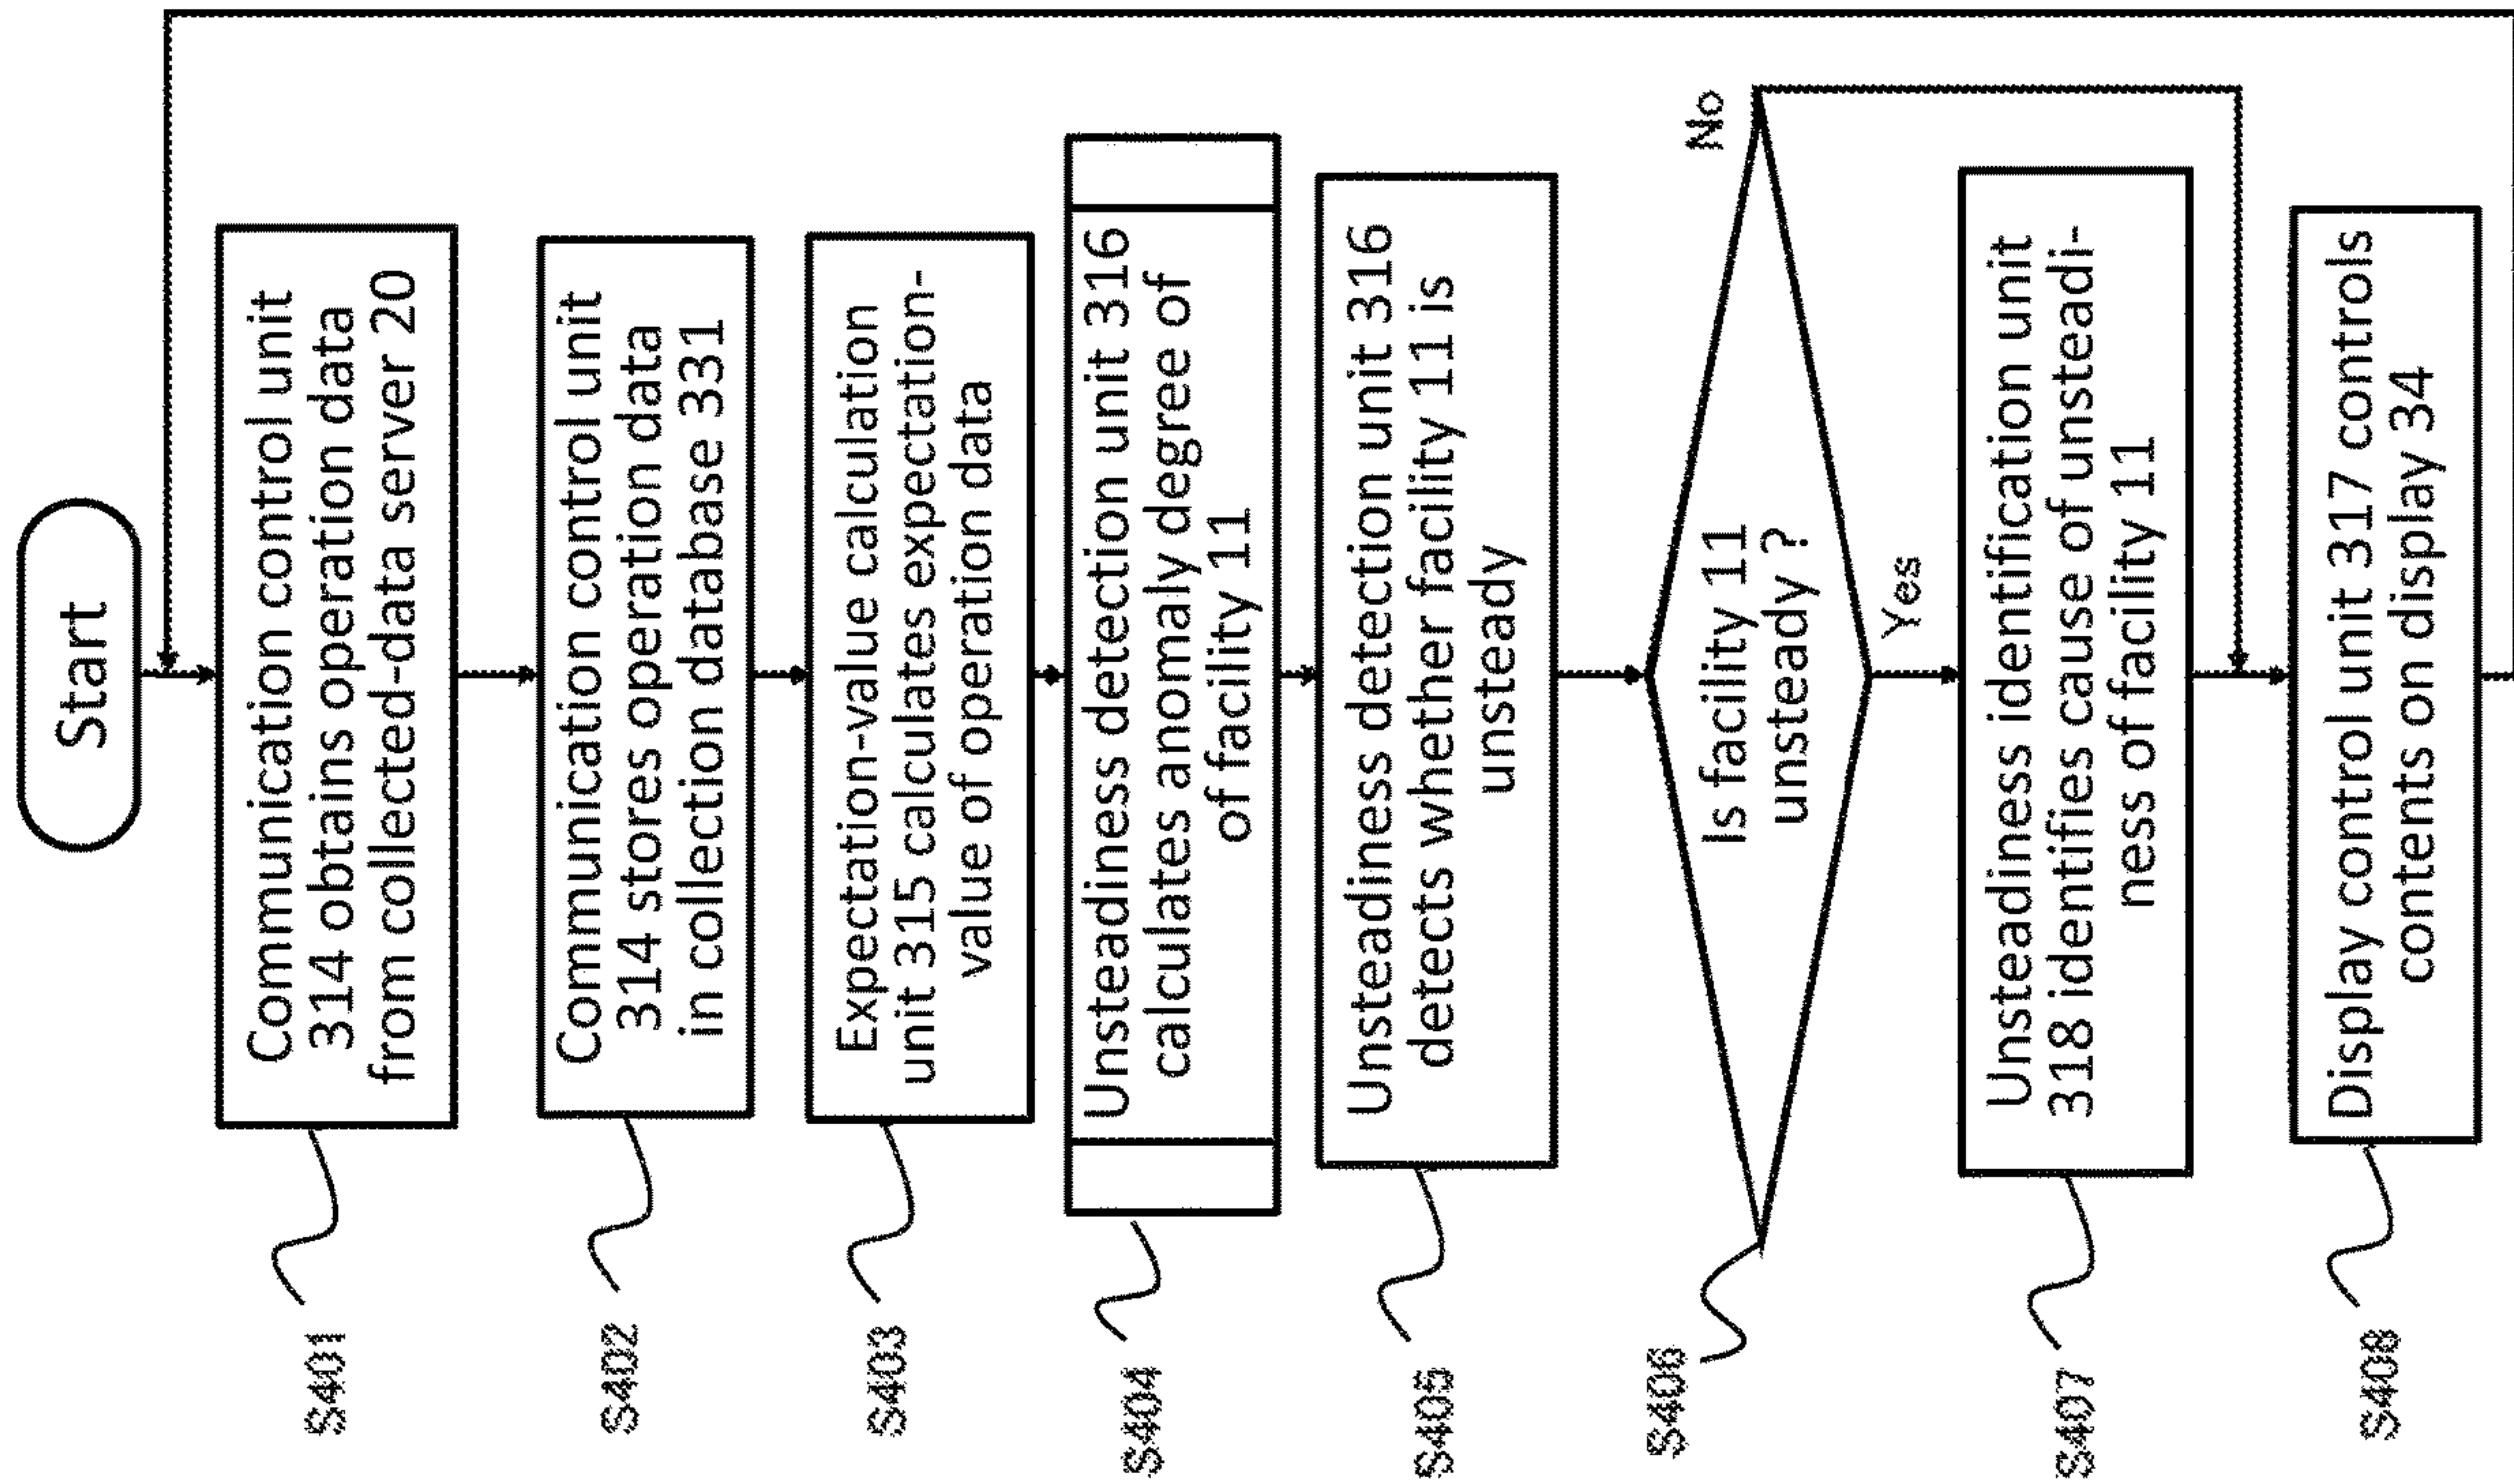 Start
S401
Communication control unit
314 obtains operation data
from collected-data server 20
S402
Communication control unit
314 stores operation data
in collection database 331
S403
Expectation-value calculation
unit 315 calculates expectation-
value of operation data
S404
Unsteadiness detection unit 316
calculates anomaly degree of
of facility 11
S405
Unsteadiness detection unit 316
detects whether facility 11 is
unsteady
S406
Is facility 11
unsteady ?
No
Yes
S407
Unsteadiness identification unit
318 identifies cause of unsteadi-
ness of facility 11
S408
Display control unit 317 controls
contents on display 34